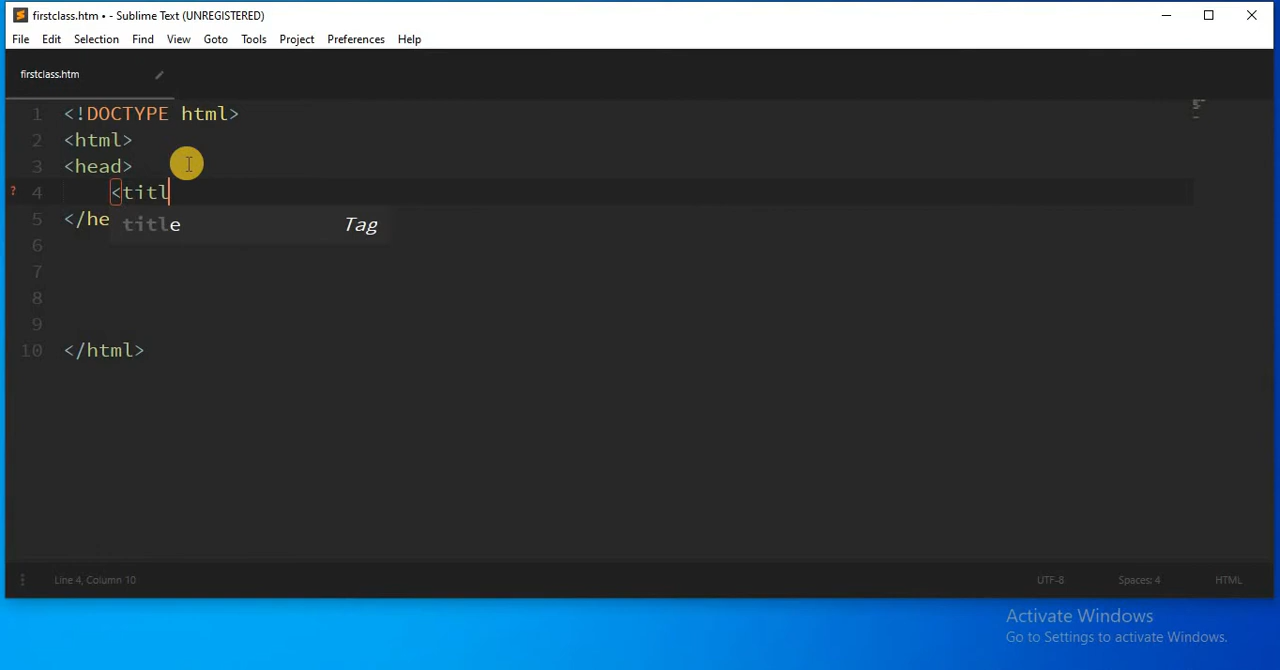 firstclass.htm • - Sublime Text (UNREGISTERED)
File Edit Selection Find View Goto Tools Project Preferences Help
firstclass.htm
1 <!DOCTYPE html>
2 <html>
3 <head>
? 4 <titl
5 </he
title Tag
6
7
8
9
10 </html>
Line 4, Column 10 UTF-8 Spaces: 4 HTML
Activate Windows
Go to Settings to activate Windows.